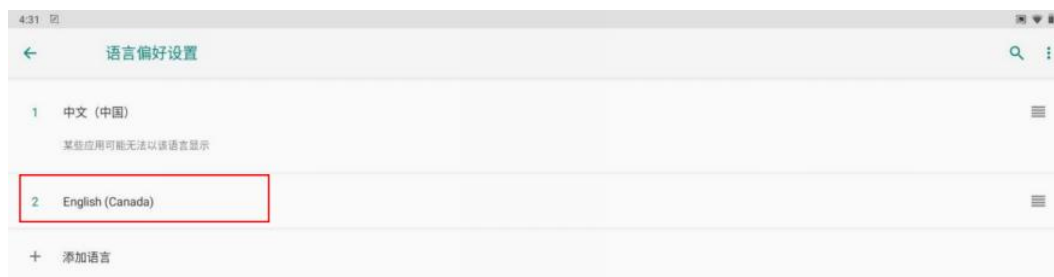 4:31
语言偏好设置
1 中文（中国）
某些应用可能无法以该语言显示
2 English (Canada)
+ 添加语言